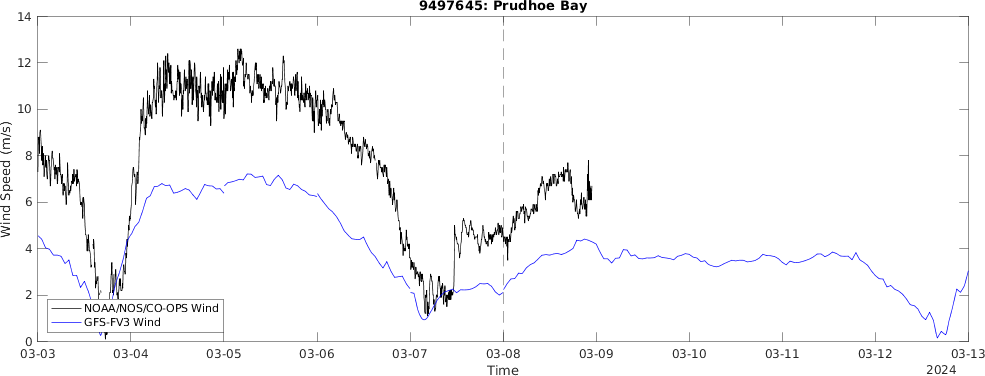 9497645: Prudhoe Bay
14
12
10
8
6
4
2
0
Wind Speed (m/s)
NOAA/NOS/CO-OPS Wind
GFS-FV3 Wind
03-03 03-04 03-05 03-06 03-07 03-08 03-09 03-10 03-11 03-12 03-13
Time
2024